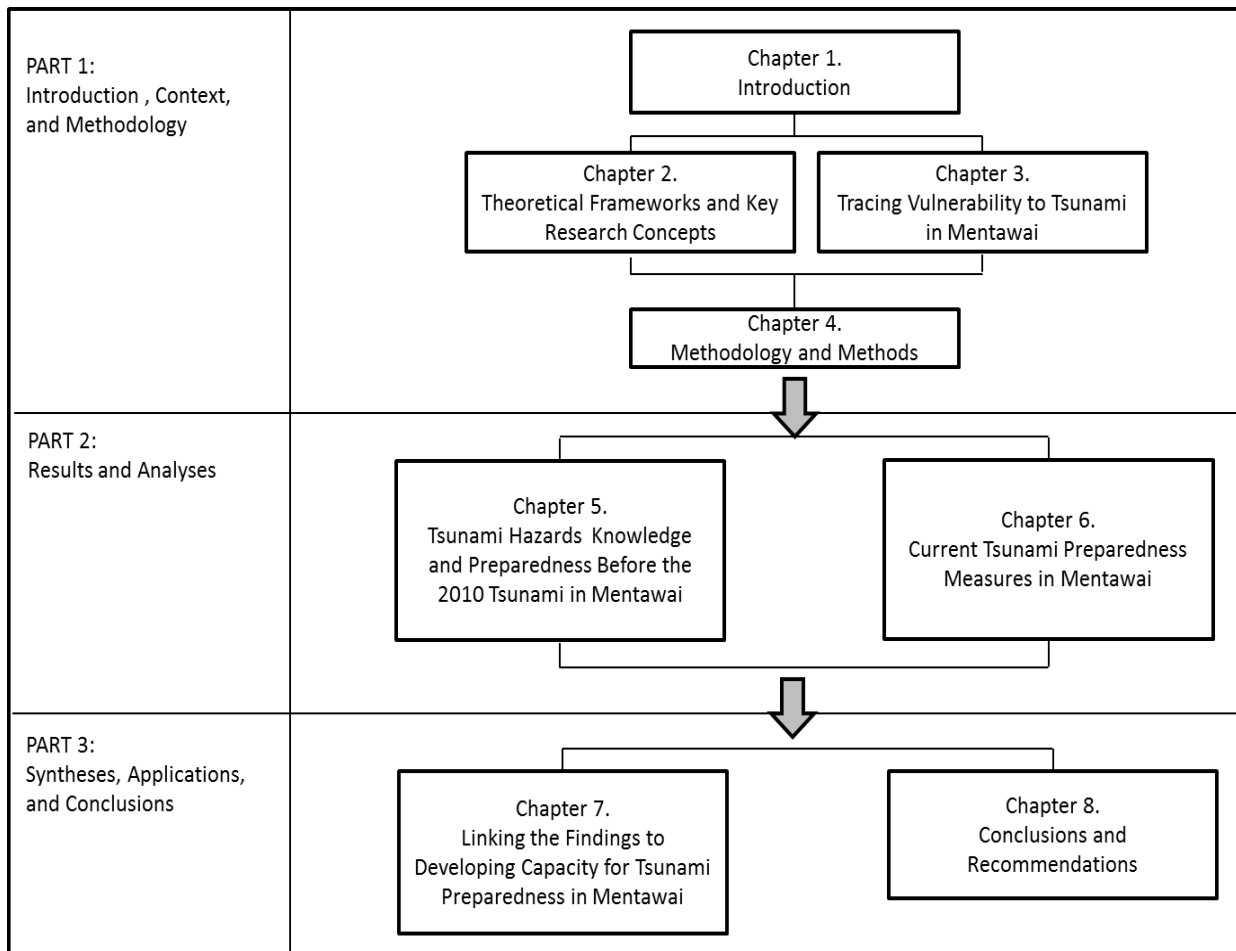 PART 1:
Introduction , Context,
and Methodology
Chapter 1.
Introduction
Chapter 2.
Theoretical Frameworks and Key
Research Concepts
Chapter 3.
Tracing Vulnerability to Tsunami
in Mentawai
Chapter 4.
Methodology and Methods
PART 2:
Results and Analyses
Chapter 5.
Tsunami Hazards Knowledge
and Preparedness Before the
2010 Tsunami in Mentawai
Chapter 6.
Current Tsunami Preparedness
Measures in Mentawai
PART 3:
Syntheses, Applications,
and Conclusions
Chapter 7.
Linking the Findings to
Developing Capacity for Tsunami
Preparedness in Mentawai
Chapter 8.
Conclusions and
Recommendations